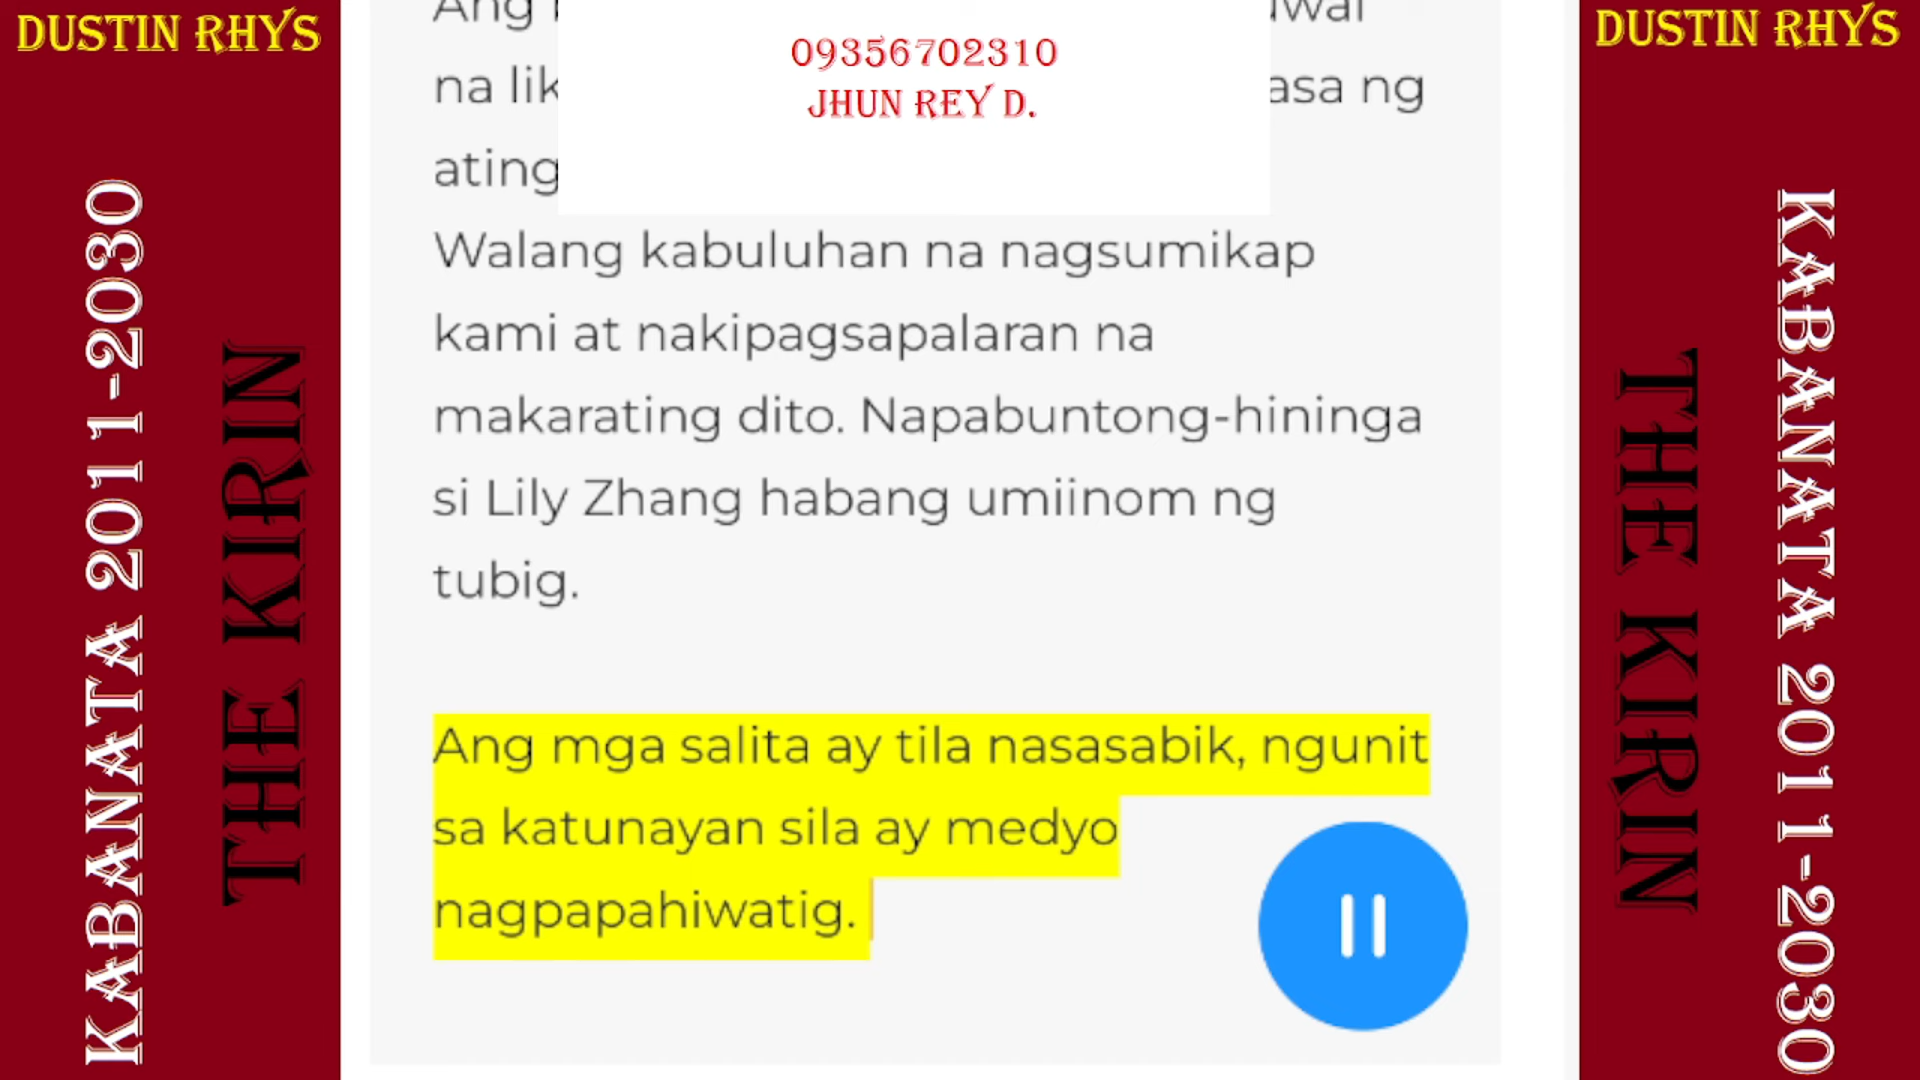 DUSTIN RHYS
KABANATA 2011-2030
THE KIRIN
Ang
09356702310
JHUN REY D.
na
asa ng
ating
Walang kabuluhan na nagsumikap
kami at nakipagsapalaran na
makarating dito. Napabuntong-hininga
si Lily Zhang habang umiinom ng
tubig.
Ang mga salita ay tila nasasabik, ngunit
sa katunayan sila ay medyo
nagpapahiwatig.
DUSTIN RHYS
THE KIRIN
KABANATA 2011-2030